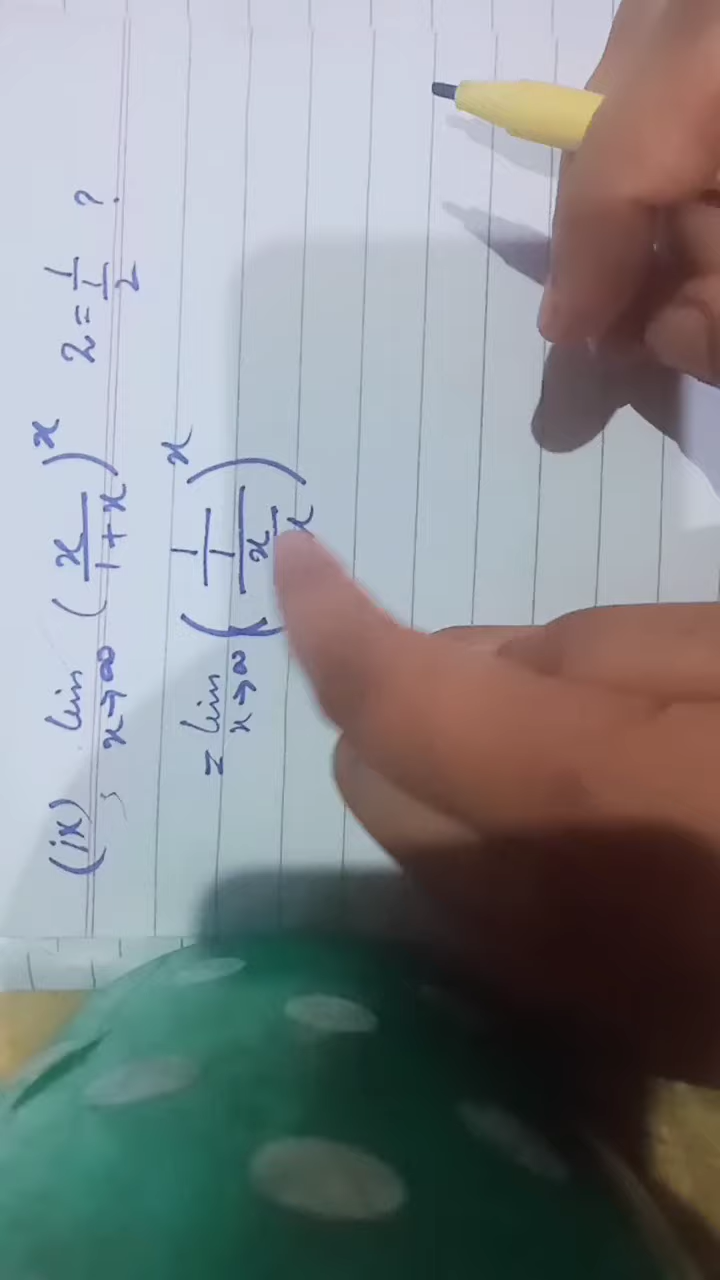 (ix) lim x→∞ (x/(1+x))^x 2 = 1/(1/2) ?
= lim x→∞ (1/(1/x